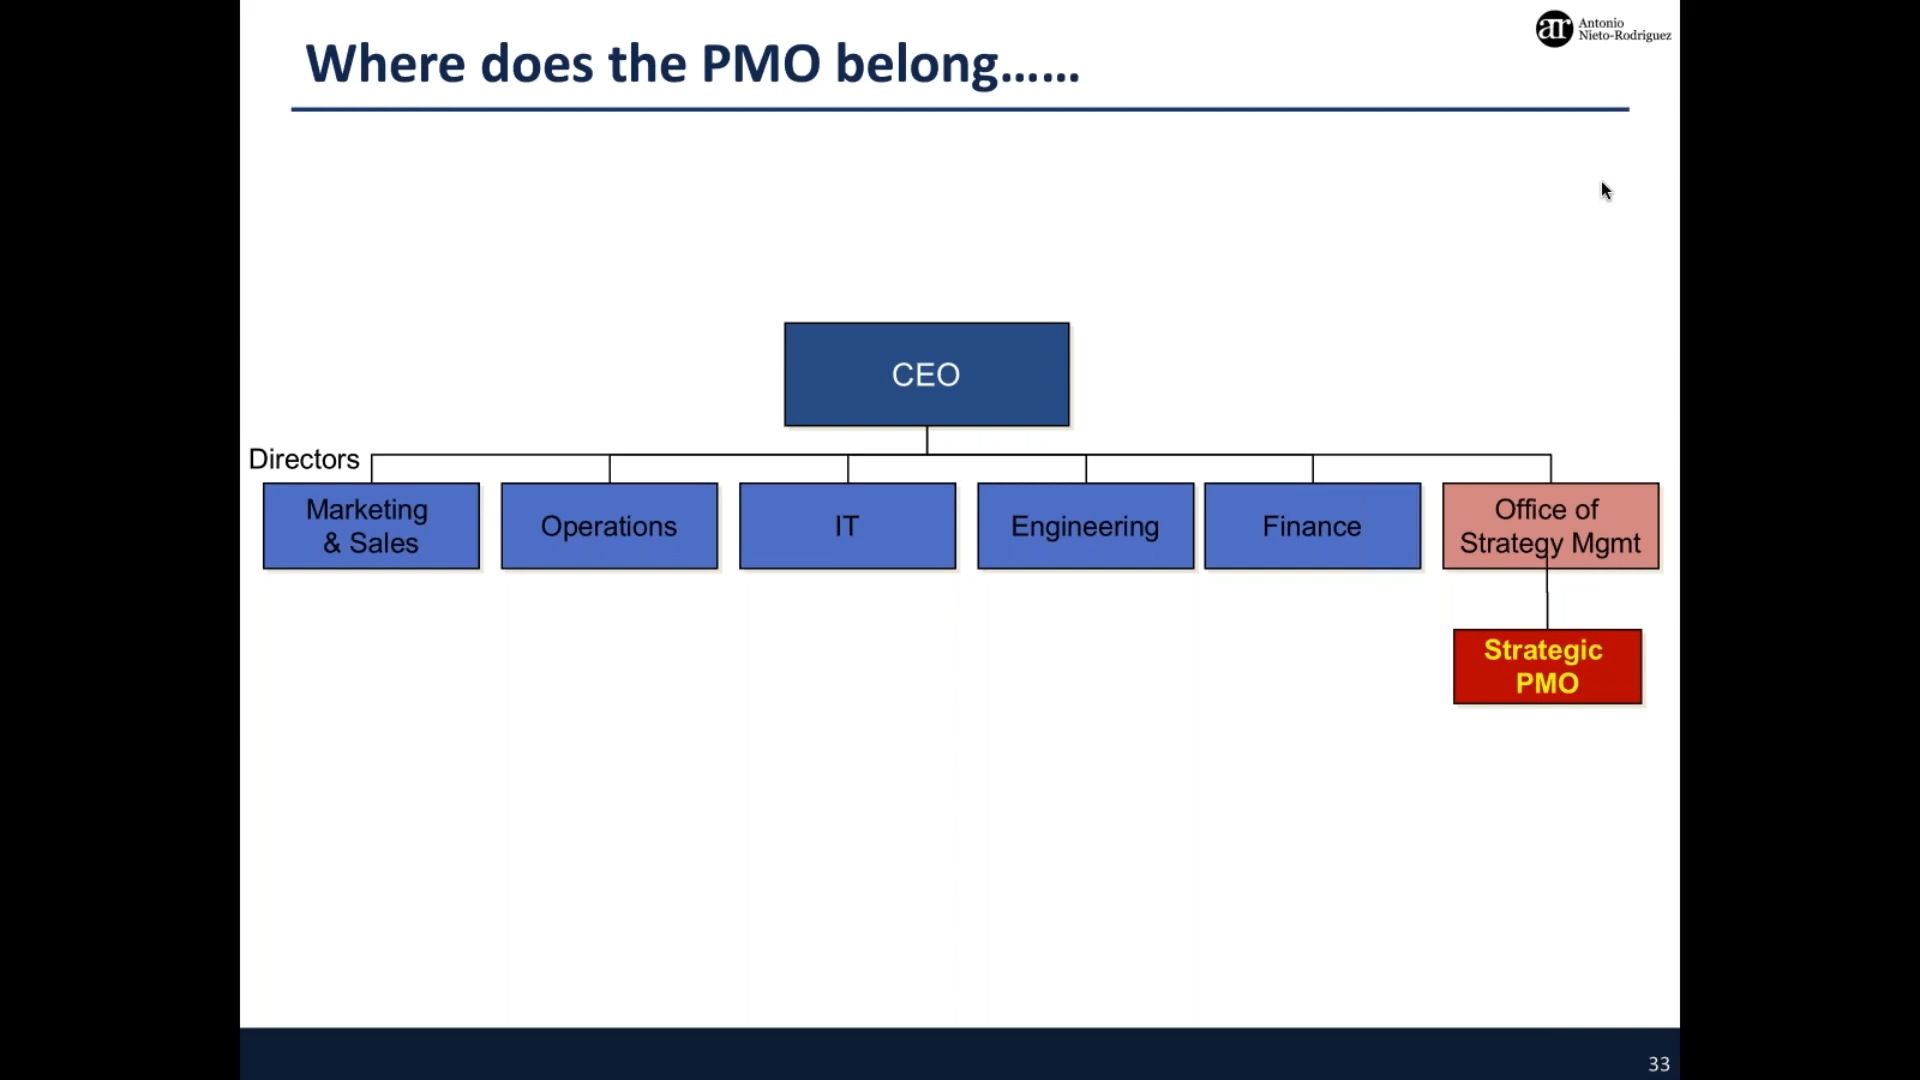 ar Antonio
Nieto-Rodriguez
Where does the PMO belong......
CEO
Directors
Marketing
& Sales
Operations
IT
Engineering
Finance
Office of
Strategy Mgmt
Strategic
PMO
33